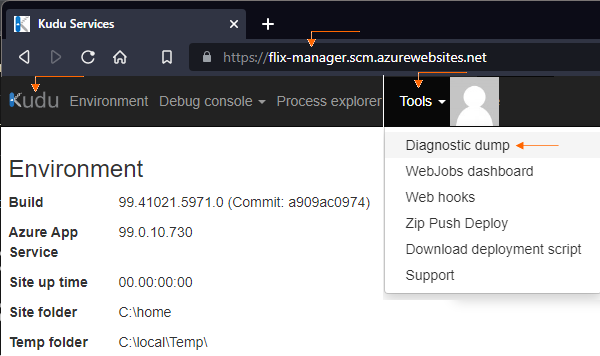 Kudu Services
https://flix-manager.scm.azurewebsites.net
Kudu Environment Debug console Process explorer Tools
Diagnostic dump
WebJobs dashboard
Web hooks
Zip Push Deploy
Download deployment script
Support
Environment
Build 99.41021.5971.0 (Commit: a909ac0974)
Azure App Service 99.0.10.730
Site up time 00.00:00:00
Site folder C:\home
Temp folder C:\local\Temp\